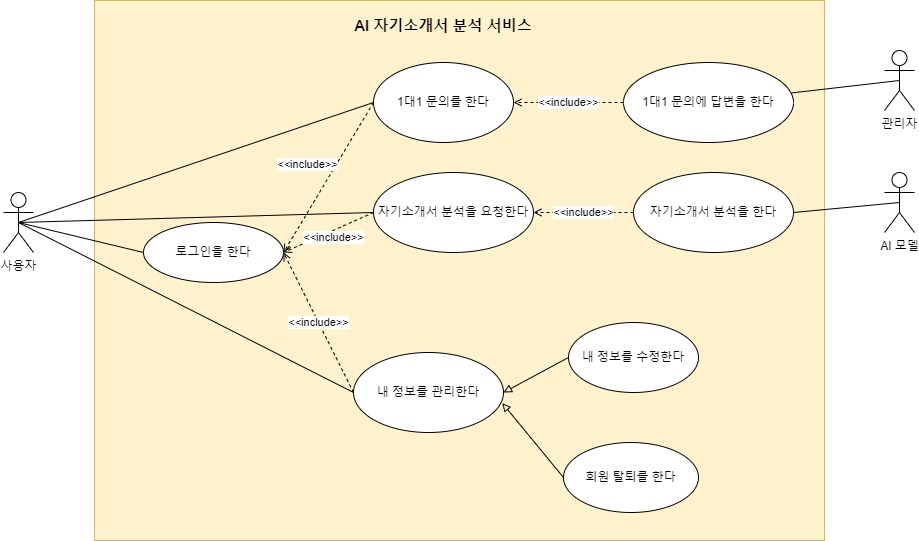 AI 자기소개서 분석 서비스
1대1 문의를 한다
<<include>>
1대1 문의에 답변을 한다
관리자
<<include>>
자기소개서 분석을 요청한다
<<include>>
자기소개서 분석을 한다
AI 모델
<<include>>
로그인을 한다
사용자
<<include>>
내 정보를 수정한다
내 정보를 관리한다
회원 탈퇴를 한다